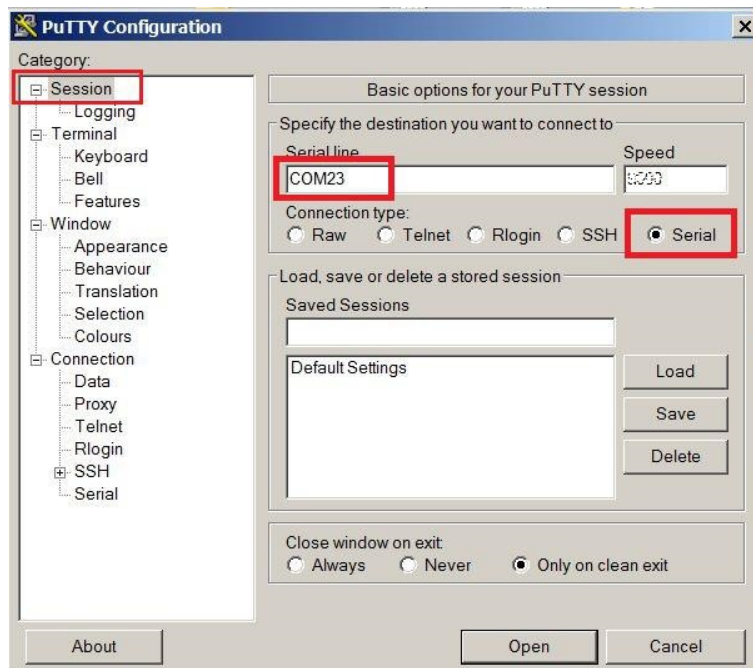 PuTTY Configuration
Category:
Session
Logging
Terminal
Keyboard
Bell
Features
Window
Appearance
Behaviour
Translation
Selection
Colours
Connection
Data
Proxy
Telnet
Rlogin
SSH
Serial
Basic options for your PuTTY session
Specify the destination you want to connect to
Serial line Speed
COM23
Connection type:
Raw Telnet Rlogin SSH Serial
Load, save or delete a stored session
Saved Sessions
Default Settings
Load
Save
Delete
Close window on exit:
Always Never Only on clean exit
About Open Cancel